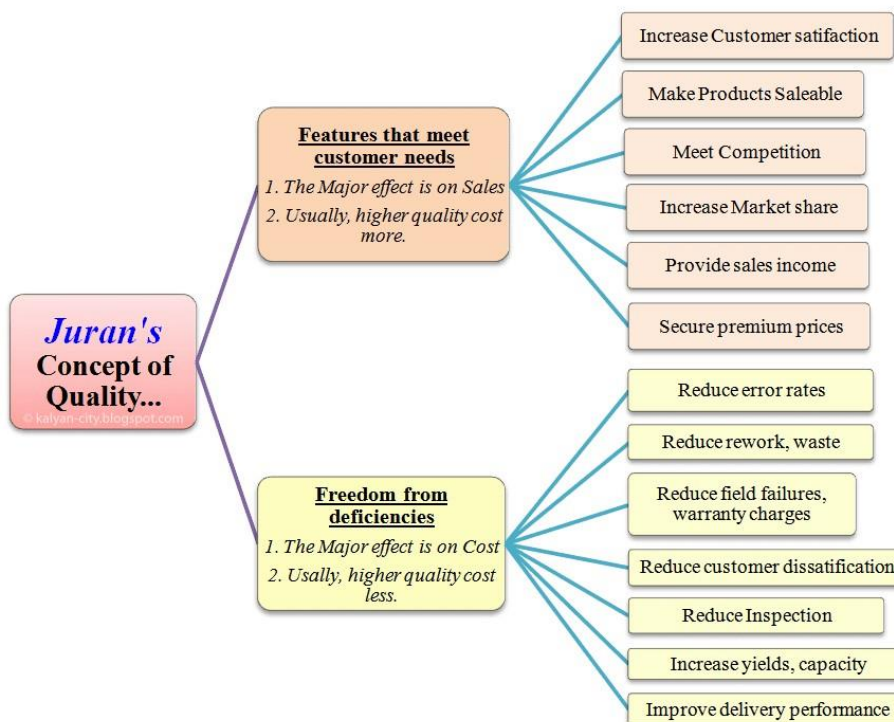 Juran's
Concept of
Quality...
© kalyan-city.blogspot.com
Features that meet
customer needs
1. The Major effect is on Sales
2. Usually, higher quality cost
more.
Increase Customer satifaction
Make Products Saleable
Meet Competition
Increase Market share
Provide sales income
Secure premium prices
Freedom from
deficiencies
1. The Major effect is on Cost
2. Usally, higher quality cost
less.
Reduce error rates
Reduce rework, waste
Reduce field failures,
warranty charges
Reduce customer dissatification
Reduce Inspection
Increase yields, capacity
Improve delivery performance